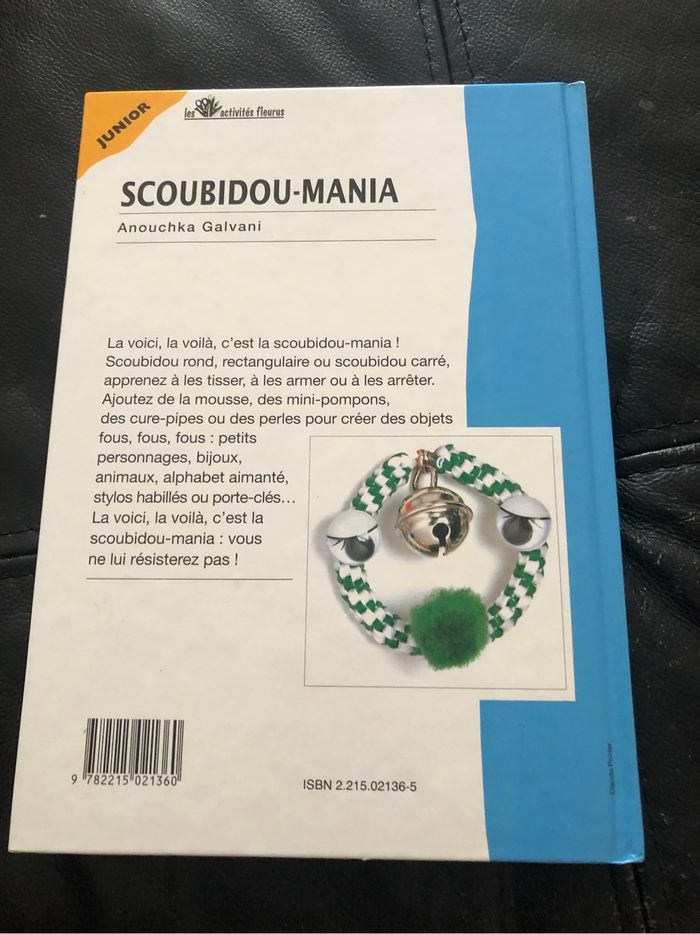 JUNIOR
les activités fleurus
SCOUBIDOU-MANIA
Anouchka Galvani
La voici, la voilà, c'est la scoubidou-mania !
Scoubidou rond, rectangulaire ou scoubidou carré,
apprenez à les tisser, à les armer ou à les arrêter.
Ajoutez de la mousse, des mini-pompons,
des cure-pipes ou des perles pour créer des objets
fous, fous, fous : petits
personnages, bijoux,
animaux, alphabet aimanté,
stylos habillés ou porte-clés...
La voici, la voilà, c'est la
scoubidou-mania : vous
ne lui résisterez pas !
9 782215 021360
ISBN 2.215.02136-5
Claude Poirier